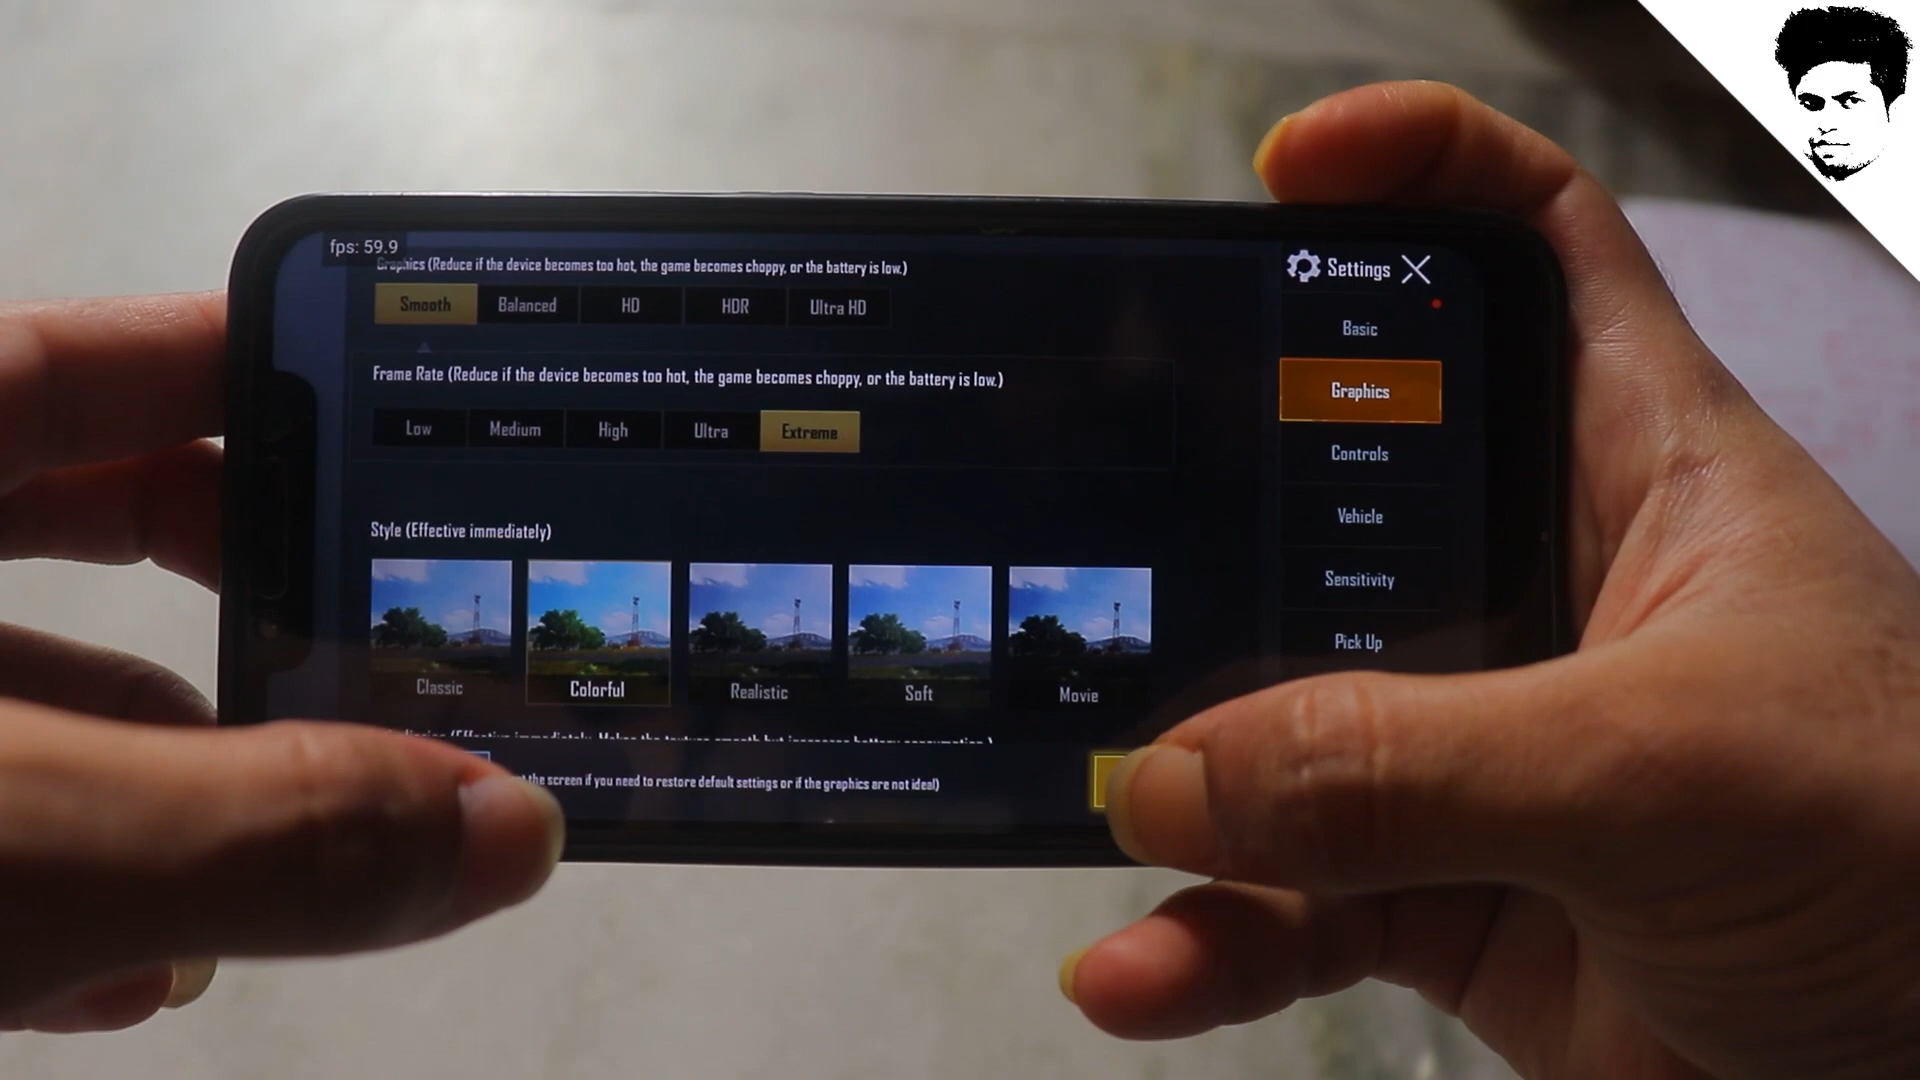 fps: 59.9
Graphics (Reduce if the device becomes too hot, the game becomes choppy, or the battery is low.)
Smooth Balanced HD HDR Ultra HD
Frame Rate (Reduce if the device becomes too hot, the game becomes choppy, or the battery is low.)
Low Medium High Ultra Extreme
Style (Effective immediately)
Classic Colorful Realistic Soft Movie
the screen if you need to restore default settings or if the graphics are not ideal)
Settings
Basic
Graphics
Controls
Vehicle
Sensitivity
Pick Up